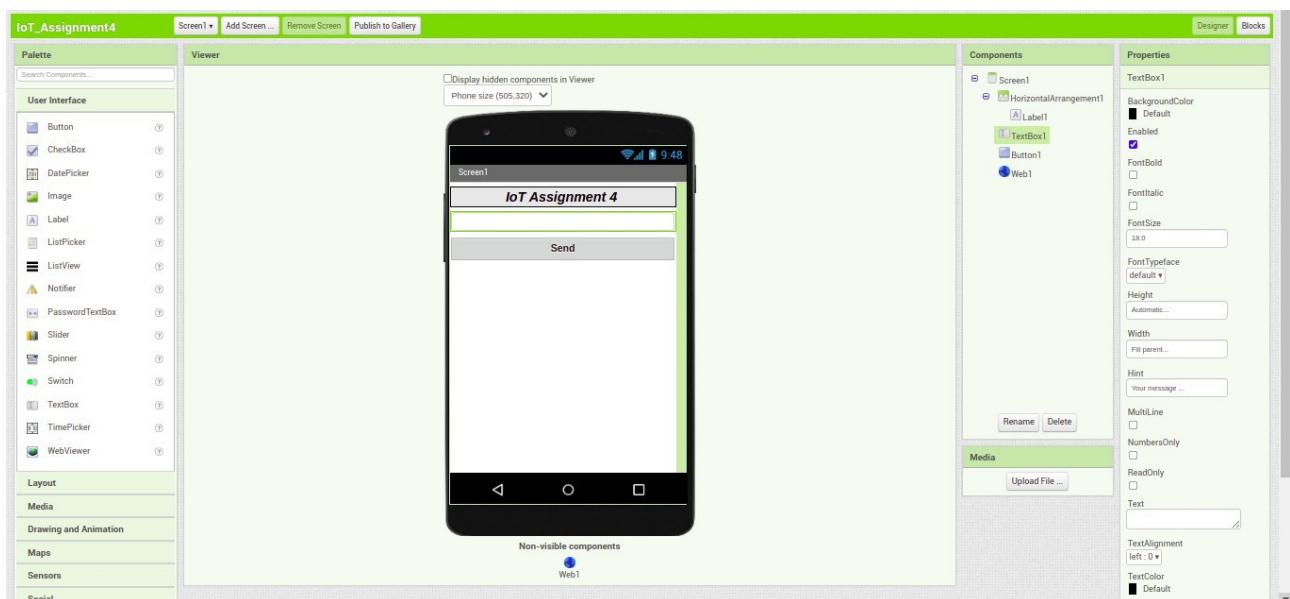 IoT_Assignment4
Screen1 ▾ Add Screen ... Remove Screen Publish to Gallery
Designer Blocks
Palette
Search Components...
User Interface
Button
CheckBox
DatePicker
Image
Label
ListPicker
ListView
Notifier
PasswordTextBox
Slider
Spinner
Switch
TextBox
TimePicker
WebViewer
Layout
Media
Drawing and Animation
Maps
Sensors
Social
Viewer
Display hidden components in Viewer
Phone size (505,320)
9:48
Screen1
IoT Assignment 4
Send
Non-visible components
Web1
Components
Screen1
HorizontalArrangement1
Label1
TextBox1
Button1
Web1
Rename Delete
Media
Upload File ...
Properties
TextBox1
BackgroundColor
Default
Enabled
FontBold
FontItalic
FontSize
18.0
FontTypeface
default ▾
Height
Automatic...
Width
Fill parent...
Hint
Your message ...
MultiLine
NumbersOnly
ReadOnly
Text
TextAlignment
left : 0 ▾
TextColor
Default